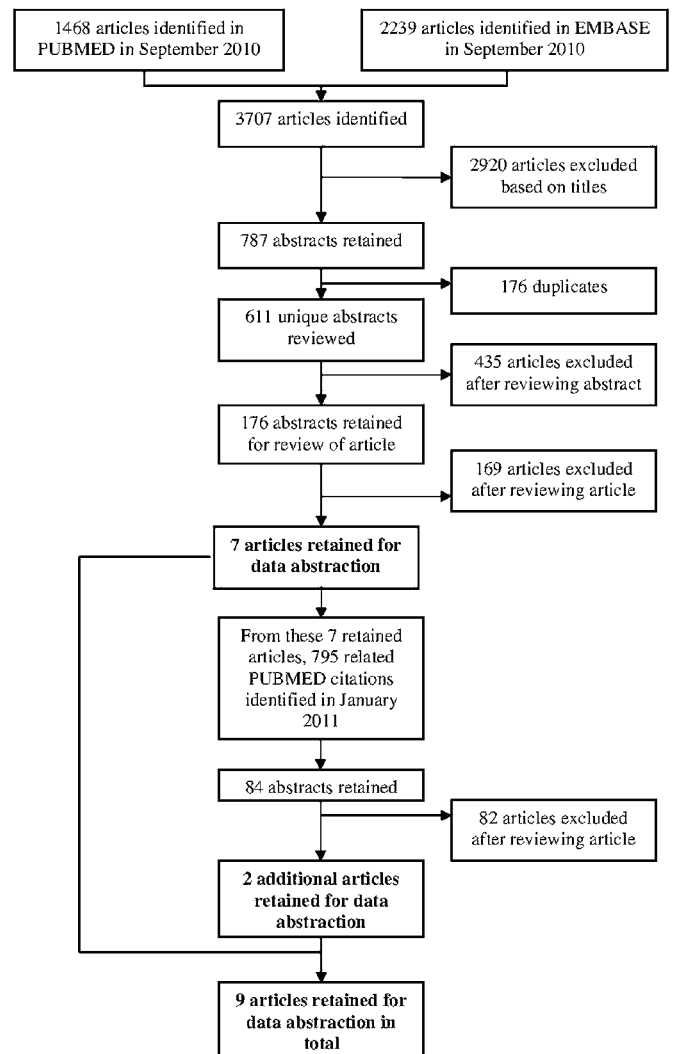 1468 articles identified in
PUBMED in September 2010
2239 articles identified in EMBASE
in September 2010
3707 articles identified
2920 articles excluded
based on titles
787 abstracts retained
176 duplicates
611 unique abstracts
reviewed
435 articles excluded
after reviewing abstract
176 abstracts retained
for review of article
169 articles excluded
after reviewing article
7 articles retained for
data abstraction
From these 7 retained
articles, 795 related
PUBMED citations
identified in January
2011
84 abstracts retained
82 articles excluded
after reviewing article
2 additional articles
retained for data
abstraction
9 articles retained for
data abstraction in
total